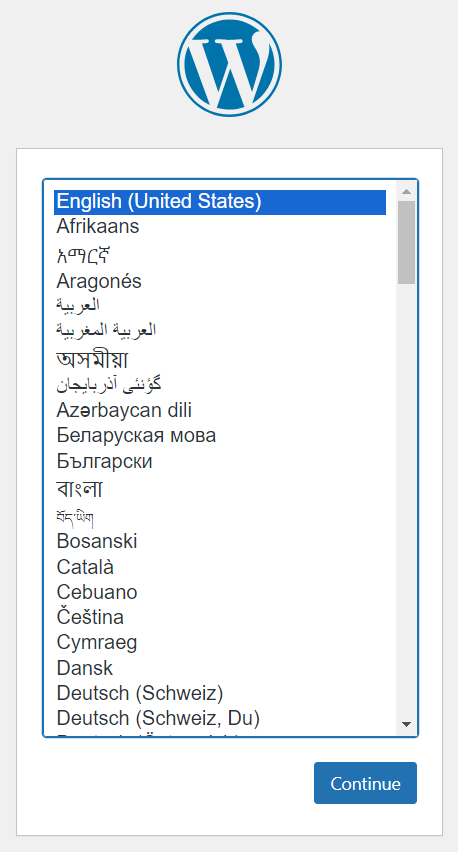 English (United States)
Afrikaans
አማርኛ
Aragonés
العربية
العربية المغربية
অসমীয়া
گؤنئی آذربایجان
Azərbaycan dili
Беларуская мова
Български
বাংলা
བོད་ཡིག
Bosanski
Català
Cebuano
Čeština
Cymraeg
Dansk
Deutsch (Schweiz)
Deutsch (Schweiz, Du)
Continue